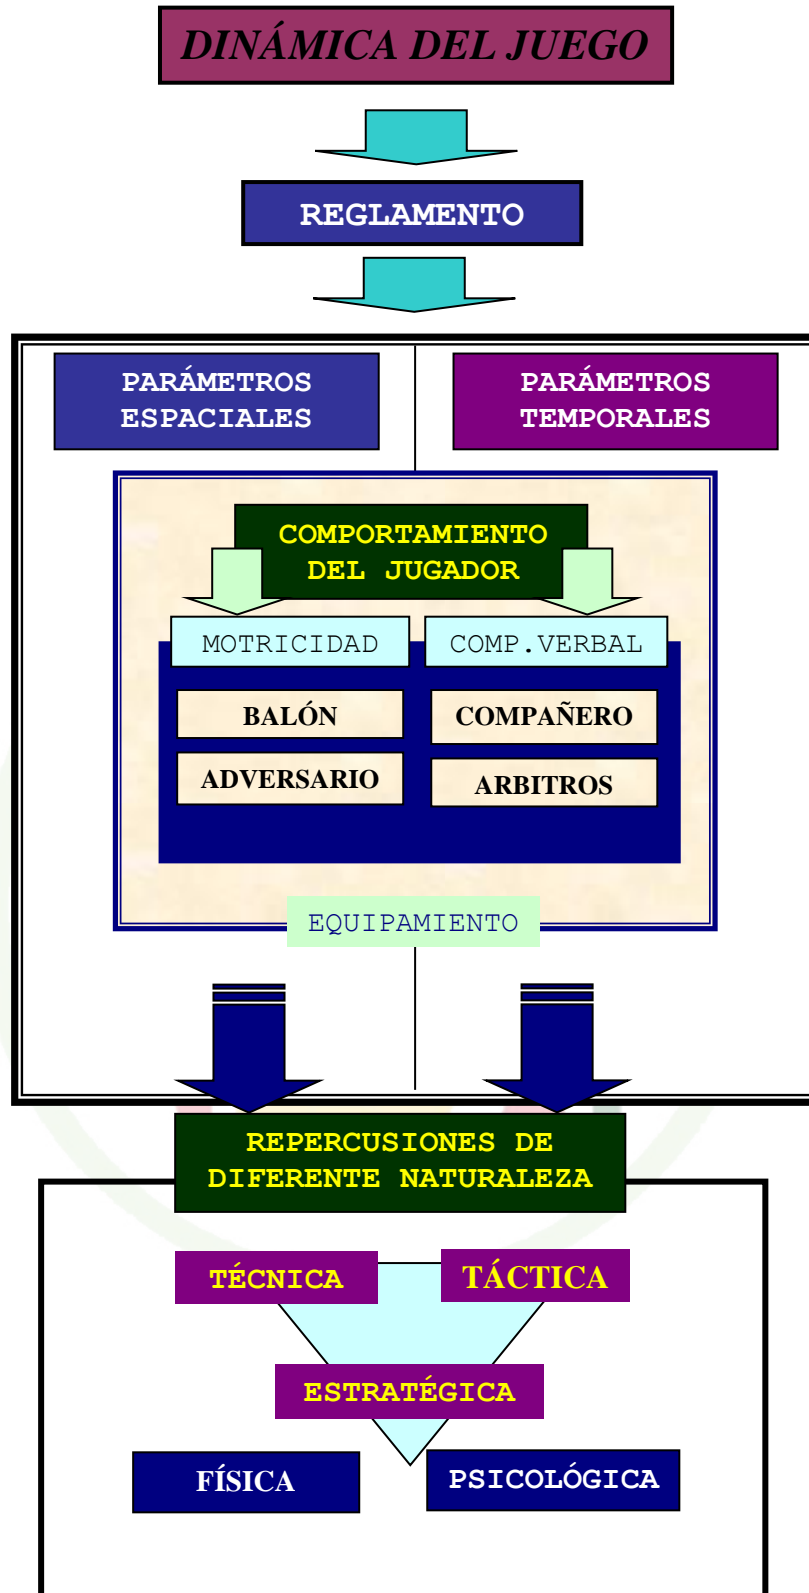 DINÁMICA DEL JUEGO
REGLAMENTO
PARÁMETROS
ESPACIALES
PARÁMETROS
TEMPORALES
COMPORTAMIENTO
DEL JUGADOR
MOTRICIDAD
COMP.VERBAL
BALÓN
COMPAÑERO
ADVERSARIO
ARBITROS
EQUIPAMIENTO
REPERCUSIONES DE
DIFERENTE NATURALEZA
TÉCNICA
TÁCTICA
ESTRATÉGICA
FÍSICA
PSICOLÓGICA